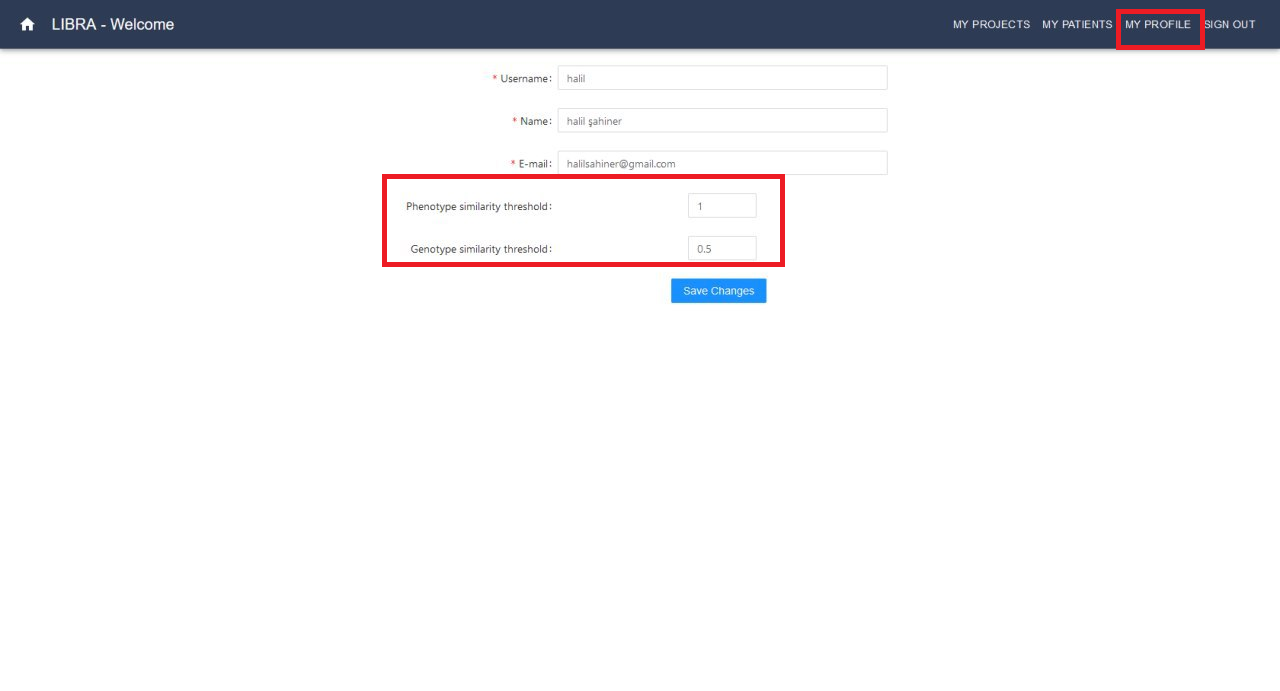 LIBRA - Welcome
MY PROJECTS MY PATIENTS MY PROFILE SIGN OUT
* Username: halil
* Name: halil şahiner
* E-mail: halilsahiner@gmail.com
Phenotype similarity threshold: 1
Genotype similarity threshold: 0.5
Save Changes